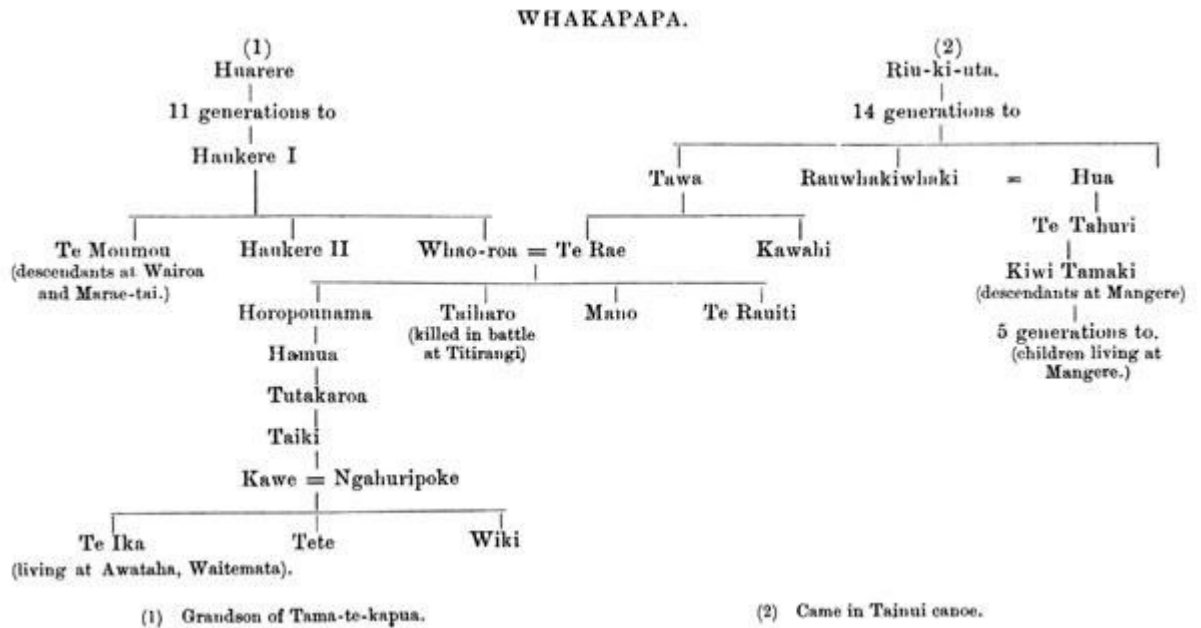 WHAKAPAPA.
(1) (2)
Huarere Riu-ki-uta.
11 generations to 14 generations to
Haukere I
Tawa Rauwhakiwhaki = Hua
Te Tahuri
Te Moumou Haukere II Whao-roa = Te Rae Kawahi
(descendants at Wairoa
and Marae-tai.)
Kiwi Tamaki
(descendants at Mangere)
Horopounama Taiharo Mano Te Rauiti
(killed in battle
at Titirangi)
5 generations to.
(children living at
Mangere.)
Hamua
Tutakaroa
Taiki
Kawe = Ngahuripoke
Te Ika Tete Wiki
(living at Awataha, Waitemata).
(1) Grandson of Tama-te-kapua. (2) Came in Tainui canoe.